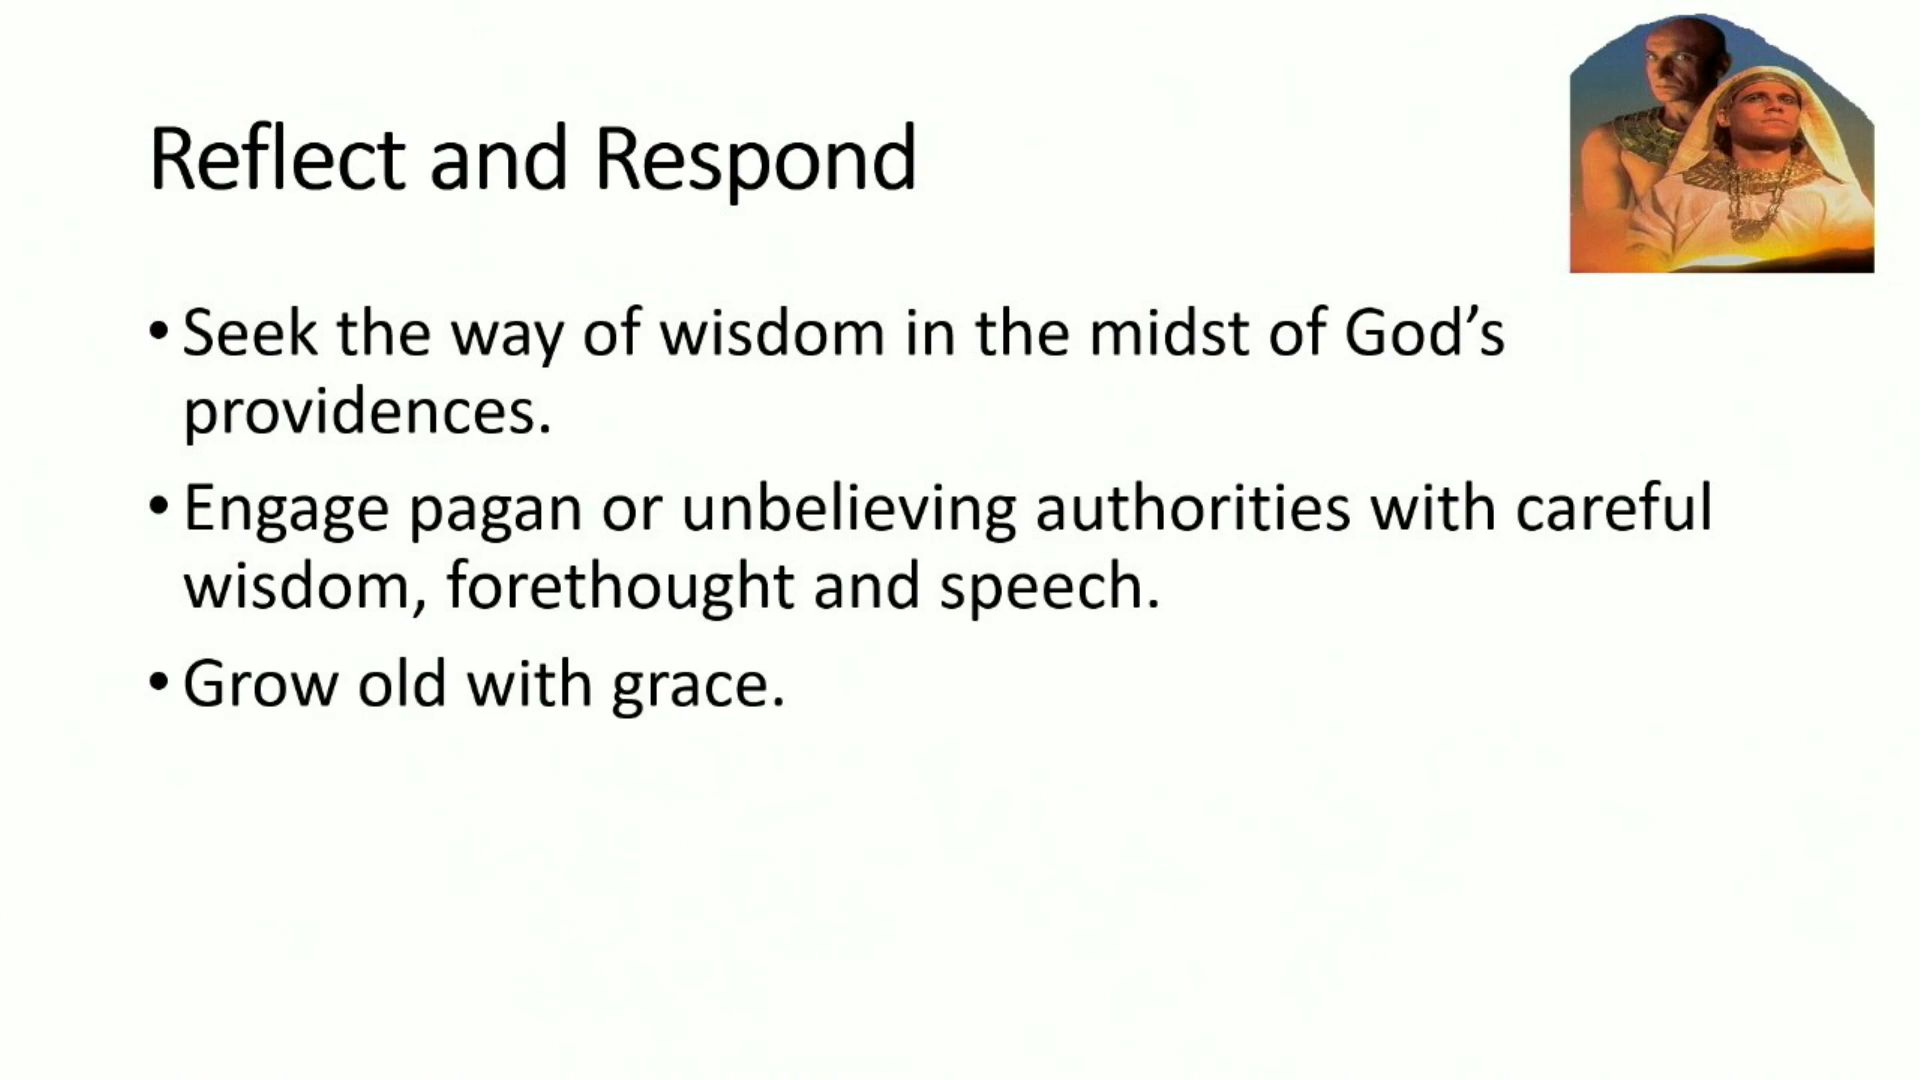 Reflect and Respond
• Seek the way of wisdom in the midst of God’s
providences.
• Engage pagan or unbelieving authorities with careful
wisdom, forethought and speech.
• Grow old with grace.